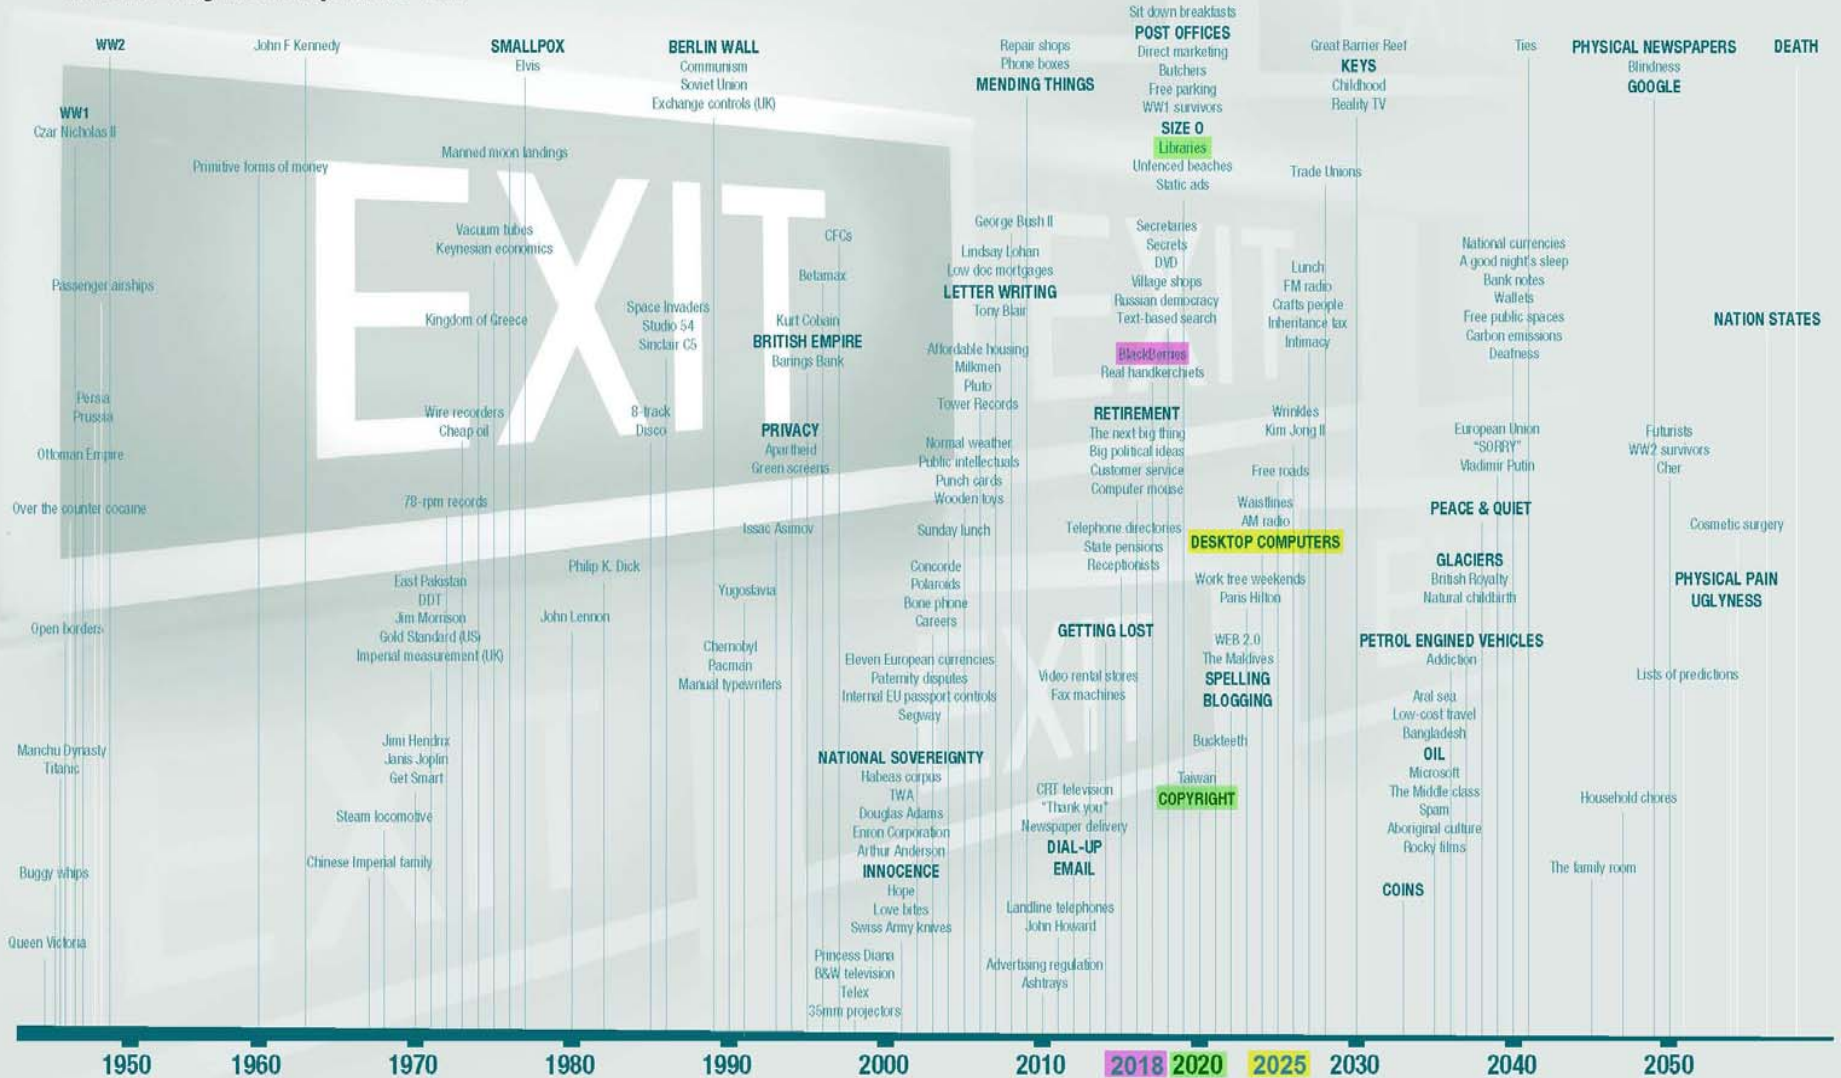 WW2
WW1
Czar Nicholas II
Passenger airships
Persia
Prussia
Ottoman Empire
Over the counter cocaine
Open borders
Manchu Dynasty
Titanic
Buggy whips
Queen Victoria
John F Kennedy
Primitive forms of money
SMALLPOX
Elvis
Manned moon landings
Vacuum tubes
Keynesian economics
Kingdom of Greece
Wire recorders
Cheap oil
78-rpm records
East Pakistan
DDT
Jim Morrison
Gold Standard (US)
Imperial measurement (UK)
Jimi Hendrix
Janis Joplin
Get Smart
Steam locomotive
Chinese Imperial family
EXIT
BERLIN WALL
Communism
Soviet Union
Exchange controls (UK)
Space Invaders
Studio 54
Sinclair C5
8-track
Disco
Philip K. Dick
John Lennon
CFCs
Betamax
Kurt Cobain
BRITISH EMPIRE
Barings Bank
PRIVACY
Apartheid
Green screens
Issac Asimov
Yugoslavia
Chernobyl
Pacman
Manual typewriters
Repair shops
Phone boxes
MENDING THINGS
George Bush II
Lindsay Lohan
Low doc mortgages
LETTER WRITING
Tony Blair
Affordable housing
Milkmen
Pluto
Tower Records
Normal weather
Public intellectuals
Punch cards
Wooden toys
Sunday lunch
Concorde
Polaroids
Bone phone
Careers
Eleven European currencies
Paternity disputes
Internal EU passport controls
Segway
NATIONAL SOVEREIGNTY
Habeas corpus
TWA
Douglas Adams
Enron Corporation
Arthur Anderson
INNOCENCE
Hope
Love bites
Swiss Army knives
Princess Diana
B&W television
Telex
35mm projectors
Sit down breakfasts
POST OFFICES
Direct marketing
Butchers
Free parking
WW1 survivors
SIZE 0
Libraries
Unfenced beaches
Static ads
Secretaries
Secrets
DVD
Village shops
Russian democracy
Text-based search
BlackBerries
Real handkerchiefs
RETIREMENT
The next big thing
Big political ideas
Customer service
Computer mouse
Telephone directories
State pensions
Receptionists
GETTING LOST
Video rental stores
Fax machines
CRT television
"Thank you"
Newspaper delivery
DIAL-UP
EMAIL
Landline telephones
John Howard
Advertising regulation
Ashtrays
EXIT
EXIT
Great Barrier Reef
KEYS
Childhood
Reality TV
Trade Unions
Lunch
FM radio
Crafts people
Inheritance tax
Intimacy
Wrinkles
Kim Jong II
Free roads
Waistlines
AM radio
DESKTOP COMPUTERS
Work free weekends
Paris Hilton
WEB 2.0
The Maldives
SPELLING
BLOGGING
Buckteeth
Taiwan
COPYRIGHT
Ties
National currencies
A good night's sleep
Bank notes
Wallets
Free public spaces
Carbon emissions
Deafness
European Union
"SORRY"
Vladimir Putin
PEACE & QUIET
GLACIERS
British Royalty
Natural childbirth
PETROL ENGINED VEHICLES
Addiction
Aral sea
Low-cost travel
Bangladesh
OIL
Microsoft
The Middle class
Spam
Aboriginal culture
Rocky films
COINS
PHYSICAL NEWSPAPERS
Blindness
GOOGLE
DEATH
NATION STATES
Futurists
WW2 survivors
Cher
Cosmetic surgery
PHYSICAL PAIN
UGLYNESS
Lists of predictions
Household chores
The family room
1950 1960 1970 1980 1990 2000 2010 2018 2020 2025 2030 2040 2050